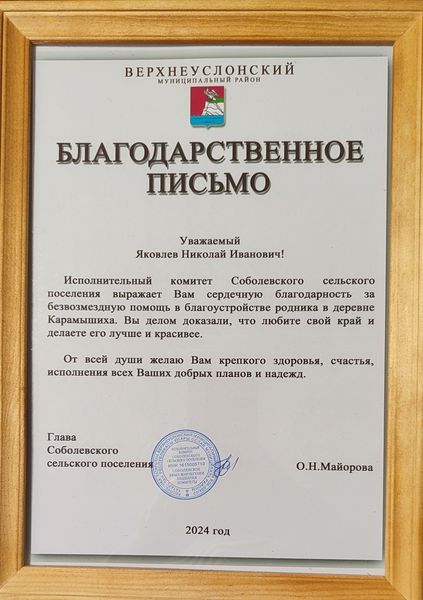 ВЕРХНЕУСЛОНСКИЙ
МУНИЦИПАЛЬНЫЙ РАЙОН
БЛАГОДАРСТВЕННОЕ
ПИСЬМО
Уважаемый
Яковлев Николай Иванович!
Исполнительный комитет Соболевского сельского
поселения выражает Вам сердечную благодарность за
безвозмездную помощь в благоустройстве родника в деревне
Карамышиха. Вы делом доказали, что любите свой край и
делаете его лучше и красивее.
От всей души желаю Вам крепкого здоровья, счастья,
исполнения всех Ваших добрых планов и надежд.
Глава
Соболевского
сельского поселения
О.Н.Майорова
2024 год